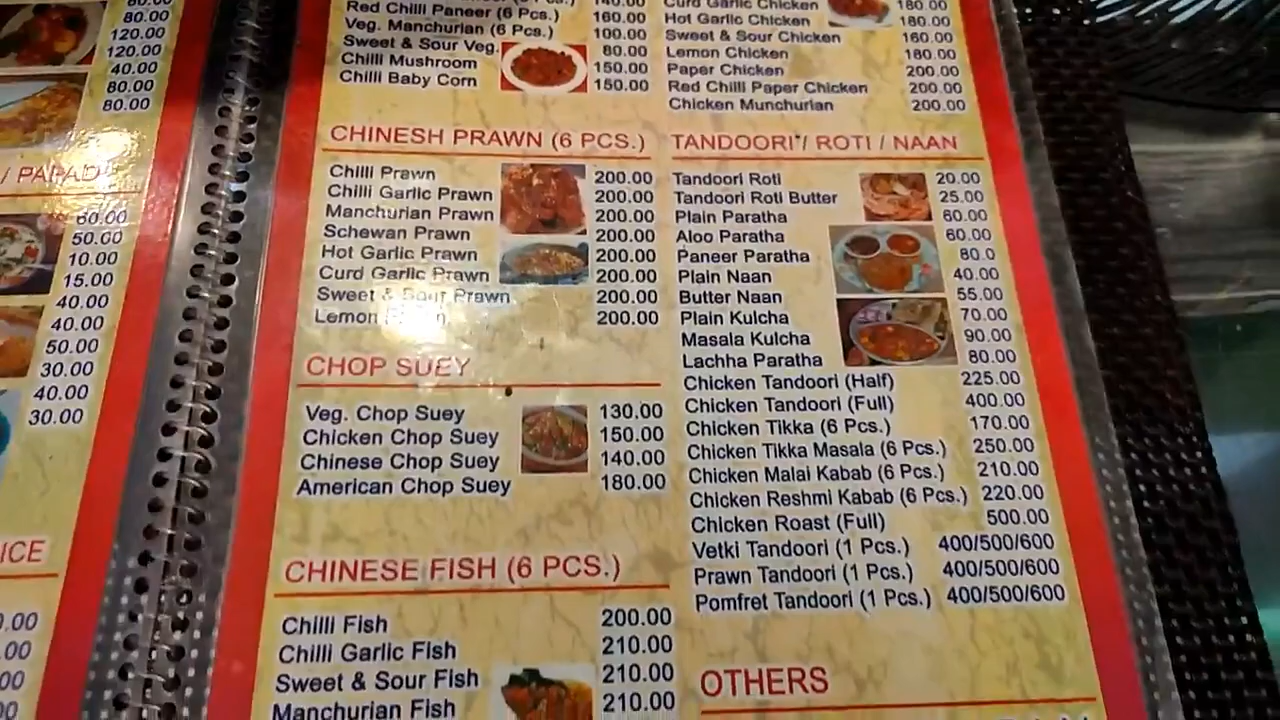 80.00
120.00
120.00
40.00
80.00
80.00
/ PAPAD
60.00
50.00
10.00
15.00
40.00
40.00
50.00
30.00
40.00
30.00
ICE
Red Chilli Paneer (6 Pcs.) 160.00
Veg. Manchurian (6 Pcs.) 100.00
Sweet & Sour Veg. 80.00
Chilli Mushroom 150.00
Chilli Baby Corn 150.00
CHINESH PRAWN (6 PCS.)
Chilli Prawn 200.00
Chilli Garlic Prawn 200.00
Manchurian Prawn 200.00
Schewan Prawn 200.00
Hot Garlic Prawn 200.00
Curd Garlic Prawn 200.00
Sweet & Sour Prawn 200.00
Lemon 200.00
CHOP SUEY
Veg. Chop Suey 130.00
Chicken Chop Suey 150.00
Chinese Chop Suey 140.00
American Chop Suey 180.00
CHINESE FISH (6 PCS.)
Chilli Fish 200.00
Chilli Garlic Fish 210.00
Sweet & Sour Fish 210.00
Manchurian Fish 210.00
Curd Garlic Chicken 180.00
Hot Garlic Chicken 180.00
Sweet & Sour Chicken 160.00
Lemon Chicken 180.00
Paper Chicken 200.00
Red Chilli Paper Chicken 200.00
Chicken Munchurian 200.00
TANDOORI / ROTI / NAAN
Tandoori Roti 20.00
Tandoori Roti Butter 25.00
Plain Paratha 60.00
Aloo Paratha 60.00
Paneer Paratha 80.0
Plain Naan 40.00
Butter Naan 55.00
Plain Kulcha 70.00
Masala Kulcha 90.00
Lachha Paratha 80.00
Chicken Tandoori (Half) 225.00
Chicken Tandoori (Full) 400.00
Chicken Tikka (6 Pcs.) 170.00
Chicken Tikka Masala (6 Pcs.) 250.00
Chicken Malai Kabab (6 Pcs.) 210.00
Chicken Reshmi Kabab (6 Pcs.) 220.00
Chicken Roast (Full) 500.00
Vetki Tandoori (1 Pcs.) 400/500/600
Prawn Tandoori (1 Pcs.) 400/500/600
Pomfret Tandoori (1 Pcs.) 400/500/600
OTHERS